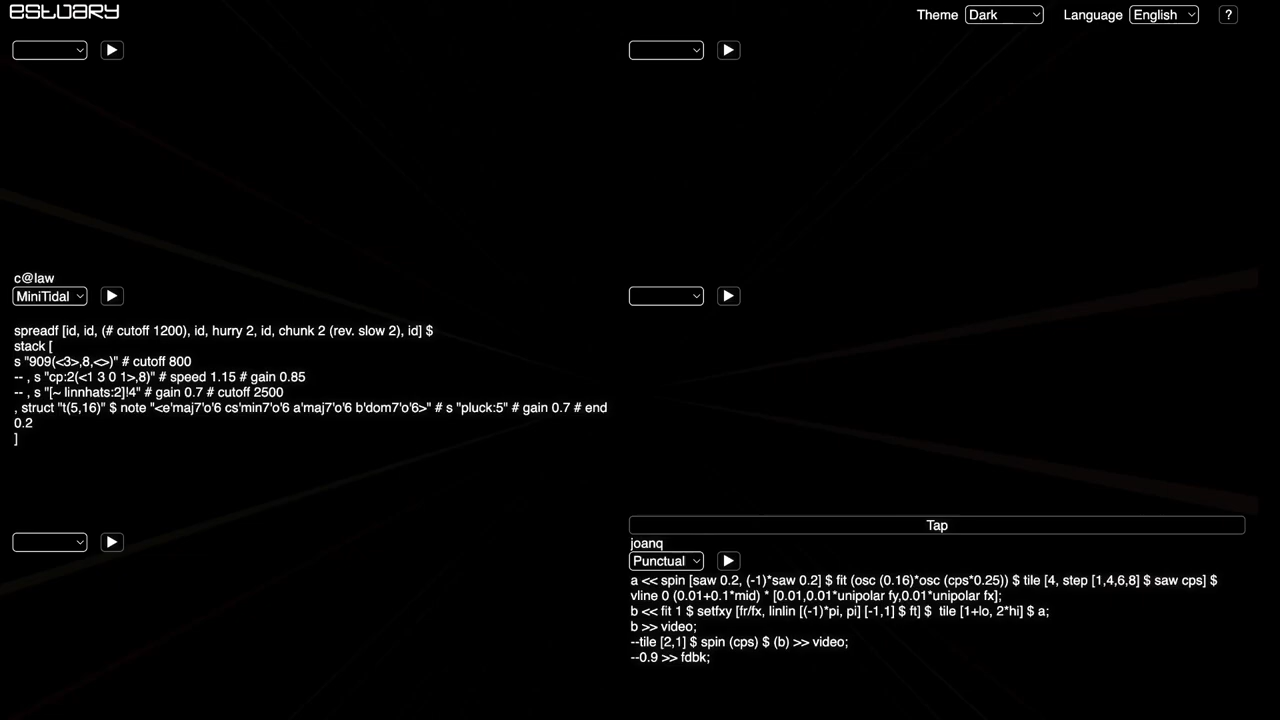 estuary
Theme Dark Language English ?
c@law
MiniTidal
spreadf [id, id, (# cutoff 1200), id, hurry 2, id, chunk 2 (rev. slow 2), id] $
stack [
s "909(<3>,8,<>)" # cutoff 800
-- , s "cp:2(<1 3 0 1>,8)" # speed 1.15 # gain 0.85
-- , s "[~ linnhats:2]!4" # gain 0.7 # cutoff 2500
, struct "t(5,16)" $ note "<e'maj7'o'6 cs'min7'o'6 a'maj7'o'6 b'dom7'o'6>" # s "pluck:5" # gain 0.7 # end
0.2
]
Tap
joanq
Punctual
a << spin [saw 0.2, (-1)*saw 0.2] $ fit (osc (0.16)*osc (cps*0.25)) $ tile [4, step [1,4,6,8] $ saw cps] $
vline 0 (0.01+0.1*mid) * [0.01,0.01*unipolar fy,0.01*unipolar fx];
b << fit 1 $ setfxy [fr/fx, linlin [(-1)*pi, pi] [-1,1] $ ft] $  tile [1+lo, 2*hi] $ a;
b >> video;
--tile [2,1] $ spin (cps) $ (b) >> video;
--0.9 >> fdbk;